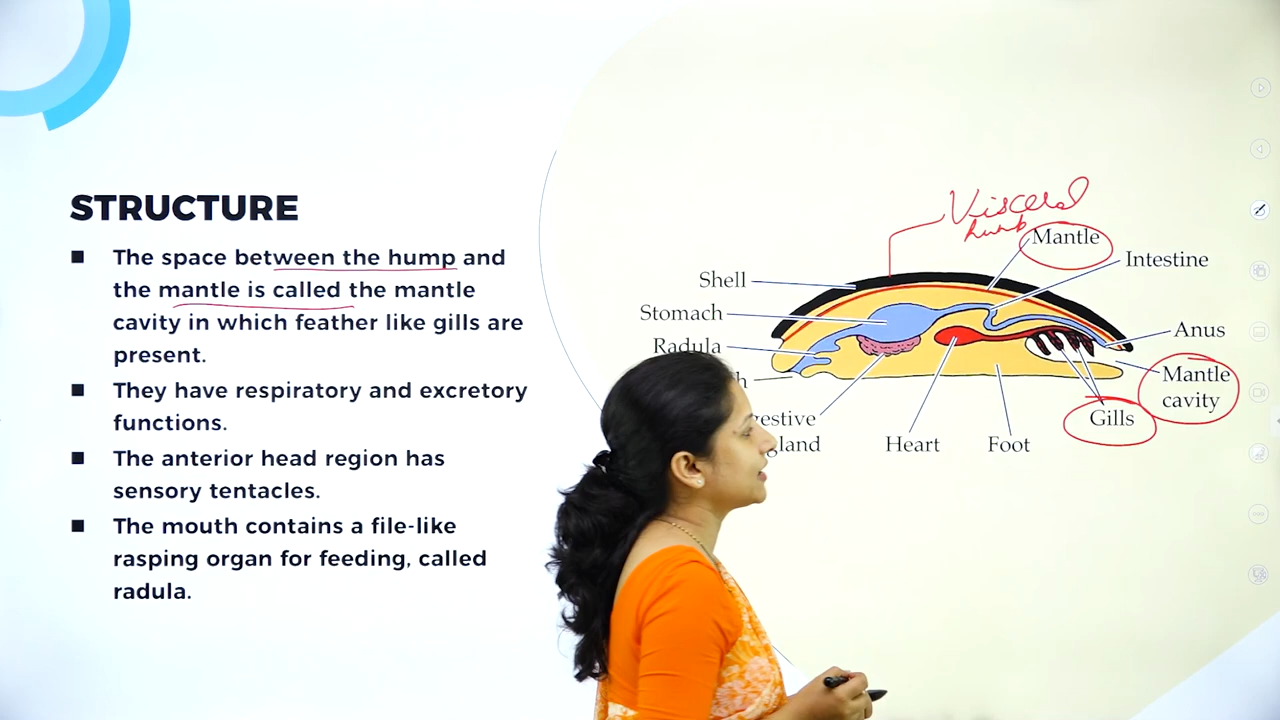 STRUCTURE
■ The space between the hump and
the mantle is called the mantle
cavity in which feather like gills are
present.
■ They have respiratory and excretory
functions.
■ The anterior head region has
sensory tentacles.
■ The mouth contains a file-like
rasping organ for feeding, called
radula.
Visceral
Mantle
Intestine
Shell
Stomach
Anus
Radula
Mantle
cavity
Gills
gland
Heart
Foot